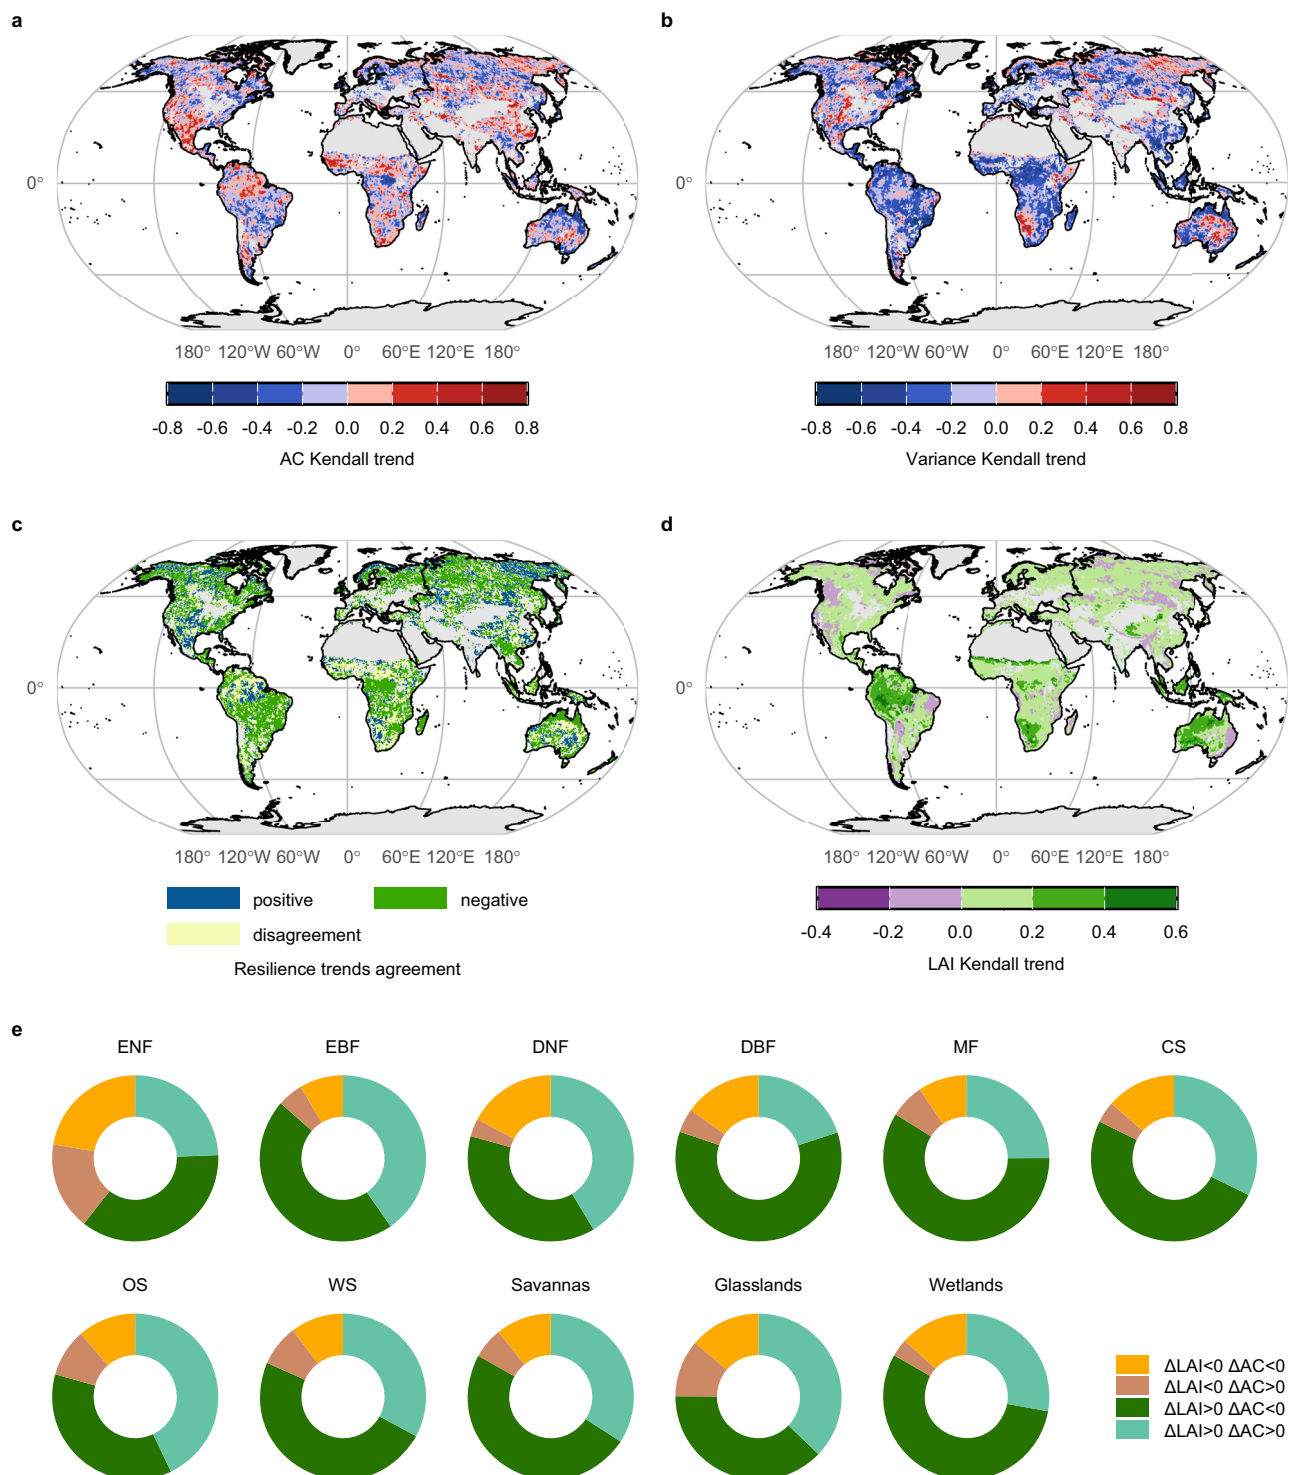 a
b
0°
0°
180° 120°W 60°W 0° 60°E 120°E 180°
180° 120°W 60°W 0° 60°E 120°E 180°
-0.8 -0.6 -0.4 -0.2 0.0 0.2 0.4 0.6 0.8
-0.8 -0.6 -0.4 -0.2 0.0 0.2 0.4 0.6 0.8
AC Kendall trend
Variance Kendall trend
c
d
0°
0°
180° 120°W 60°W 0° 60°E 120°E 180°
180° 120°W 60°W 0° 60°E 120°E 180°
positive
negative
disagreement
Resilience trends agreement
-0.4 -0.2 0.0 0.2 0.4 0.6
LAI Kendall trend
e
ENF
EBF
DNF
DBF
MF
CS
OS
WS
Savannas
Glasslands
Wetlands
ΔLAI<0 ΔAC<0
ΔLAI<0 ΔAC>0
ΔLAI>0 ΔAC<0
ΔLAI>0 ΔAC>0